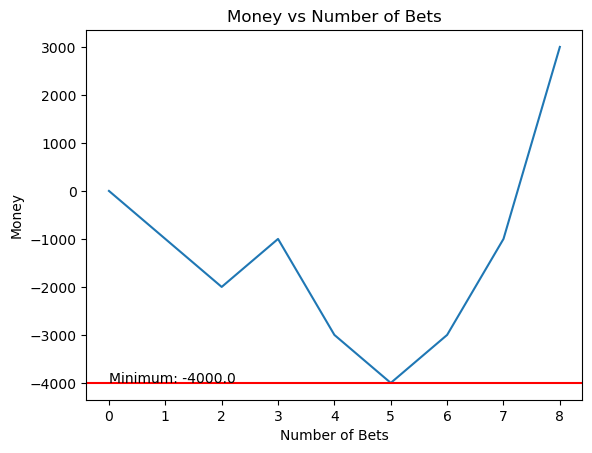 Money vs Number of Bets
3000
2000
1000
0
−1000
−2000
−3000
−4000
Money
Minimum: -4000.0
0 1 2 3 4 5 6 7 8
Number of Bets